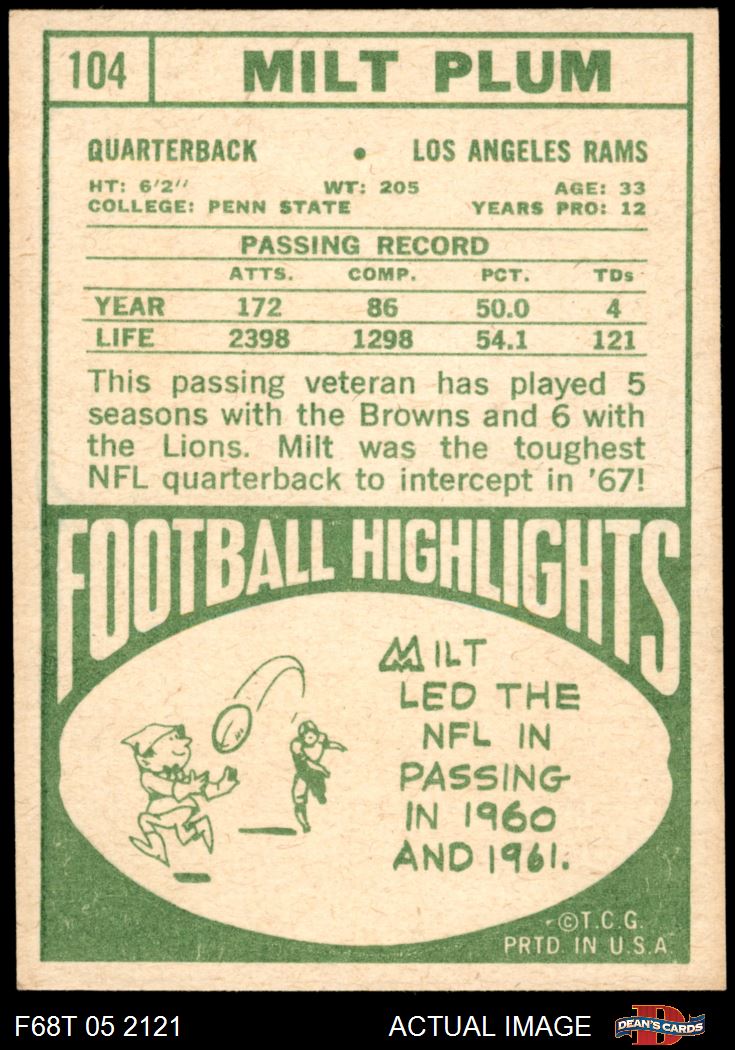 104 MILT PLUM
QUARTERBACK • LOS ANGELES RAMS
HT: 6'2" WT: 205 AGE: 33
COLLEGE: PENN STATE YEARS PRO: 12
PASSING RECORD
ATTS. COMP. PCT. TDs
YEAR 172 86 50.0 4
LIFE 2398 1298 54.1 121
This passing veteran has played 5
seasons with the Browns and 6 with
the Lions. Milt was the toughest
NFL quarterback to intercept in '67!
FOOTBALL HIGHLIGHTS
MILT
LED THE
NFL IN
PASSING
IN 1960
AND 1961.
©T.C.G.
PRTD. IN U.S.A
F68T 05 2121 ACTUAL IMAGE D DEAN'S CARDS